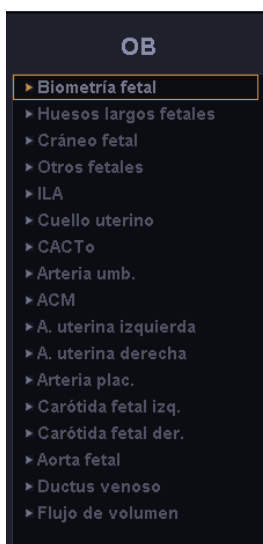 OB
Biometría fetal
Huesos largos fetales
Cráneo fetal
Otros fetales
ILA
Cuello uterino
CACTo
Arteria umb.
ACM
A. uterina izquierda
A. uterina derecha
Arteria plac.
Carótida fetal izq.
Carótida fetal der.
Aorta fetal
Ductus venoso
Flujo de volumen